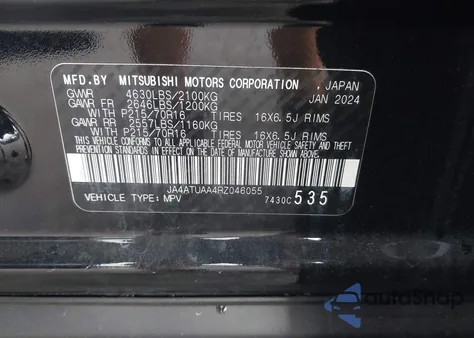 MFD.BY MITSUBISHI MOTORS CORPORATION , JAPAN
GVWR 4630LBS/2100KG JAN 2024
GAWR FR 2646LBS/1200KG
WITH P215/70R16 TIRES 16X6.5J RIMS
GAWR RR 2557LBS/1160KG
WITH P215/70R16 TIRES 16X6.5J RIMS
THIS VEHICLE CONFORMS TO ALL APPLICABLE FEDERAL MOTOR VEHICLE SAFETY AND THEFT
PREVENTION STANDARDS IN EFFECT ON THE DATE OF MANUFACTURE SHOWN ABOVE.
JA4ATUAA4RZ046055
VEHICLE TYPE: MPV 7430C 535
autoSnap